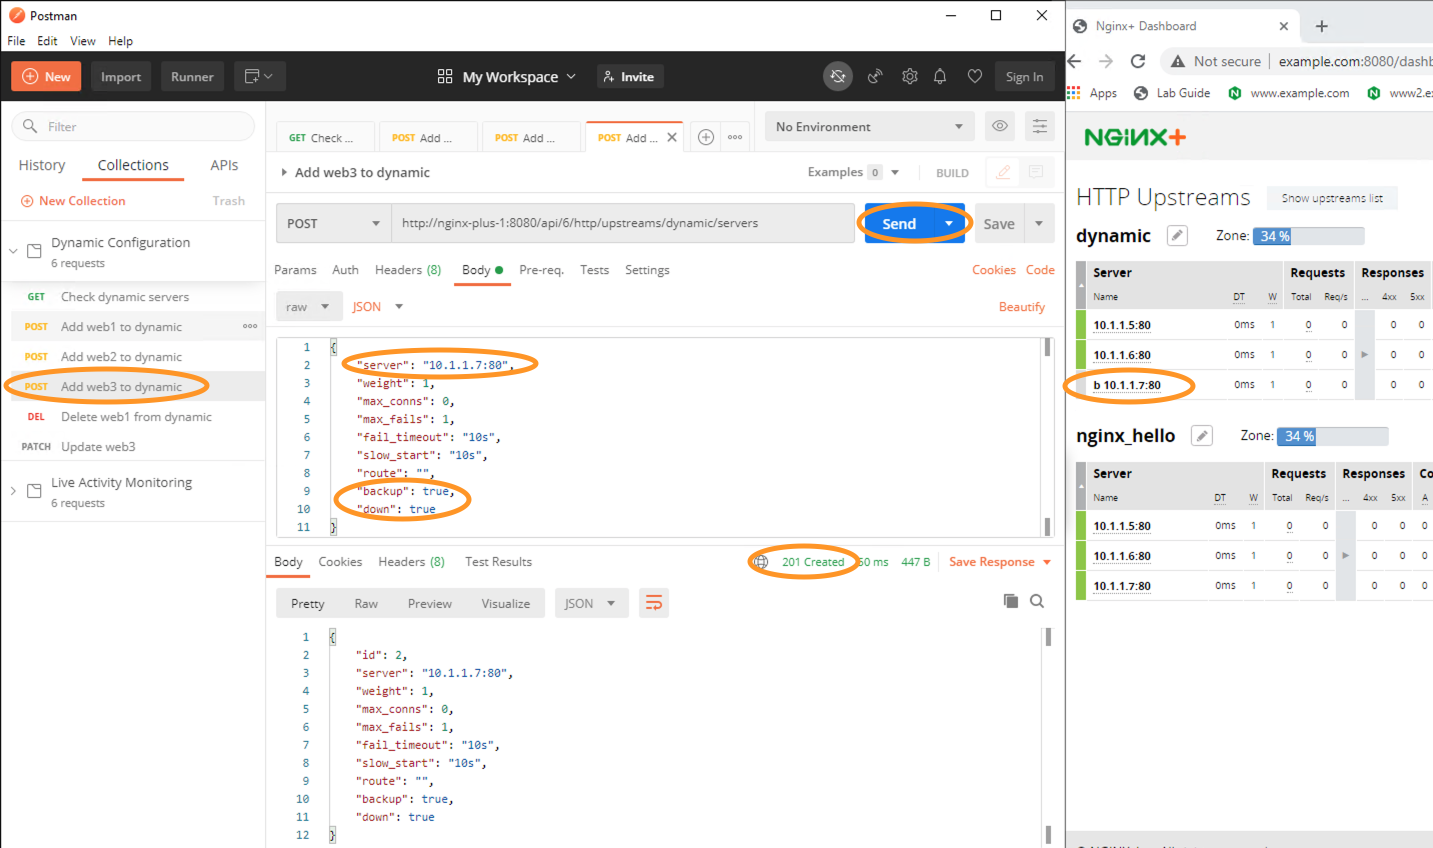 Postman
File Edit View Help
New Import Runner My Workspace Invite Sign In
Filter
History Collections APIs
New Collection Trash
Dynamic Configuration
6 requests
GET Check dynamic servers
POST Add web1 to dynamic
POST Add web2 to dynamic
POST Add web3 to dynamic
DEL Delete web1 from dynamic
PATCH Update web3
Live Activity Monitoring
6 requests
GET Check ... POST Add ... POST Add ... POST Add ... No Environment
Add web3 to dynamic Examples 0 BUILD
POST http://nginx-plus-1:8080/api/6/http/upstreams/dynamic/servers Send Save
Params Auth Headers (8) Body Pre-req. Tests Settings Cookies Code
raw JSON Beautify
1 {
2 "server": "10.1.1.7:80",
3 "weight": 1,
4 "max_conns": 0,
5 "max_fails": 1,
6 "fail_timeout": "10s",
7 "slow_start": "10s",
8 "route": "",
9 "backup": true,
10 "down": true
11 }
Body Cookies Headers (8) Test Results 201 Created 60 ms 447 B Save Response
Pretty Raw Preview Visualize JSON
1 {
2 "id": 2,
3 "server": "10.1.1.7:80",
4 "weight": 1,
5 "max_conns": 0,
6 "max_fails": 1,
7 "fail_timeout": "10s",
8 "slow_start": "10s",
9 "route": "",
10 "backup": true,
11 "down": true
12 }
Nginx+ Dashboard
Not secure example.com:8080/dashb
Apps Lab Guide www.example.com www2.ex
NGINX+
HTTP Upstreams Show upstreams list
dynamic Zone: 34 %
Server Requests Responses
Name DT W Total Req/s ... 4xx 5xx
10.1.1.5:80 0ms 1 0 0 0 0
10.1.1.6:80 0ms 1 0 0 0 0
b 10.1.1.7:80 0ms 1 0 0 0 0
nginx_hello Zone: 34 %
Server Requests Responses Co
Name DT W Total Req/s ... 4xx 5xx A
10.1.1.5:80 0ms 1 0 0 0 0 0
10.1.1.6:80 0ms 1 0 0 0 0 0
10.1.1.7:80 0ms 1 0 0 0 0 0